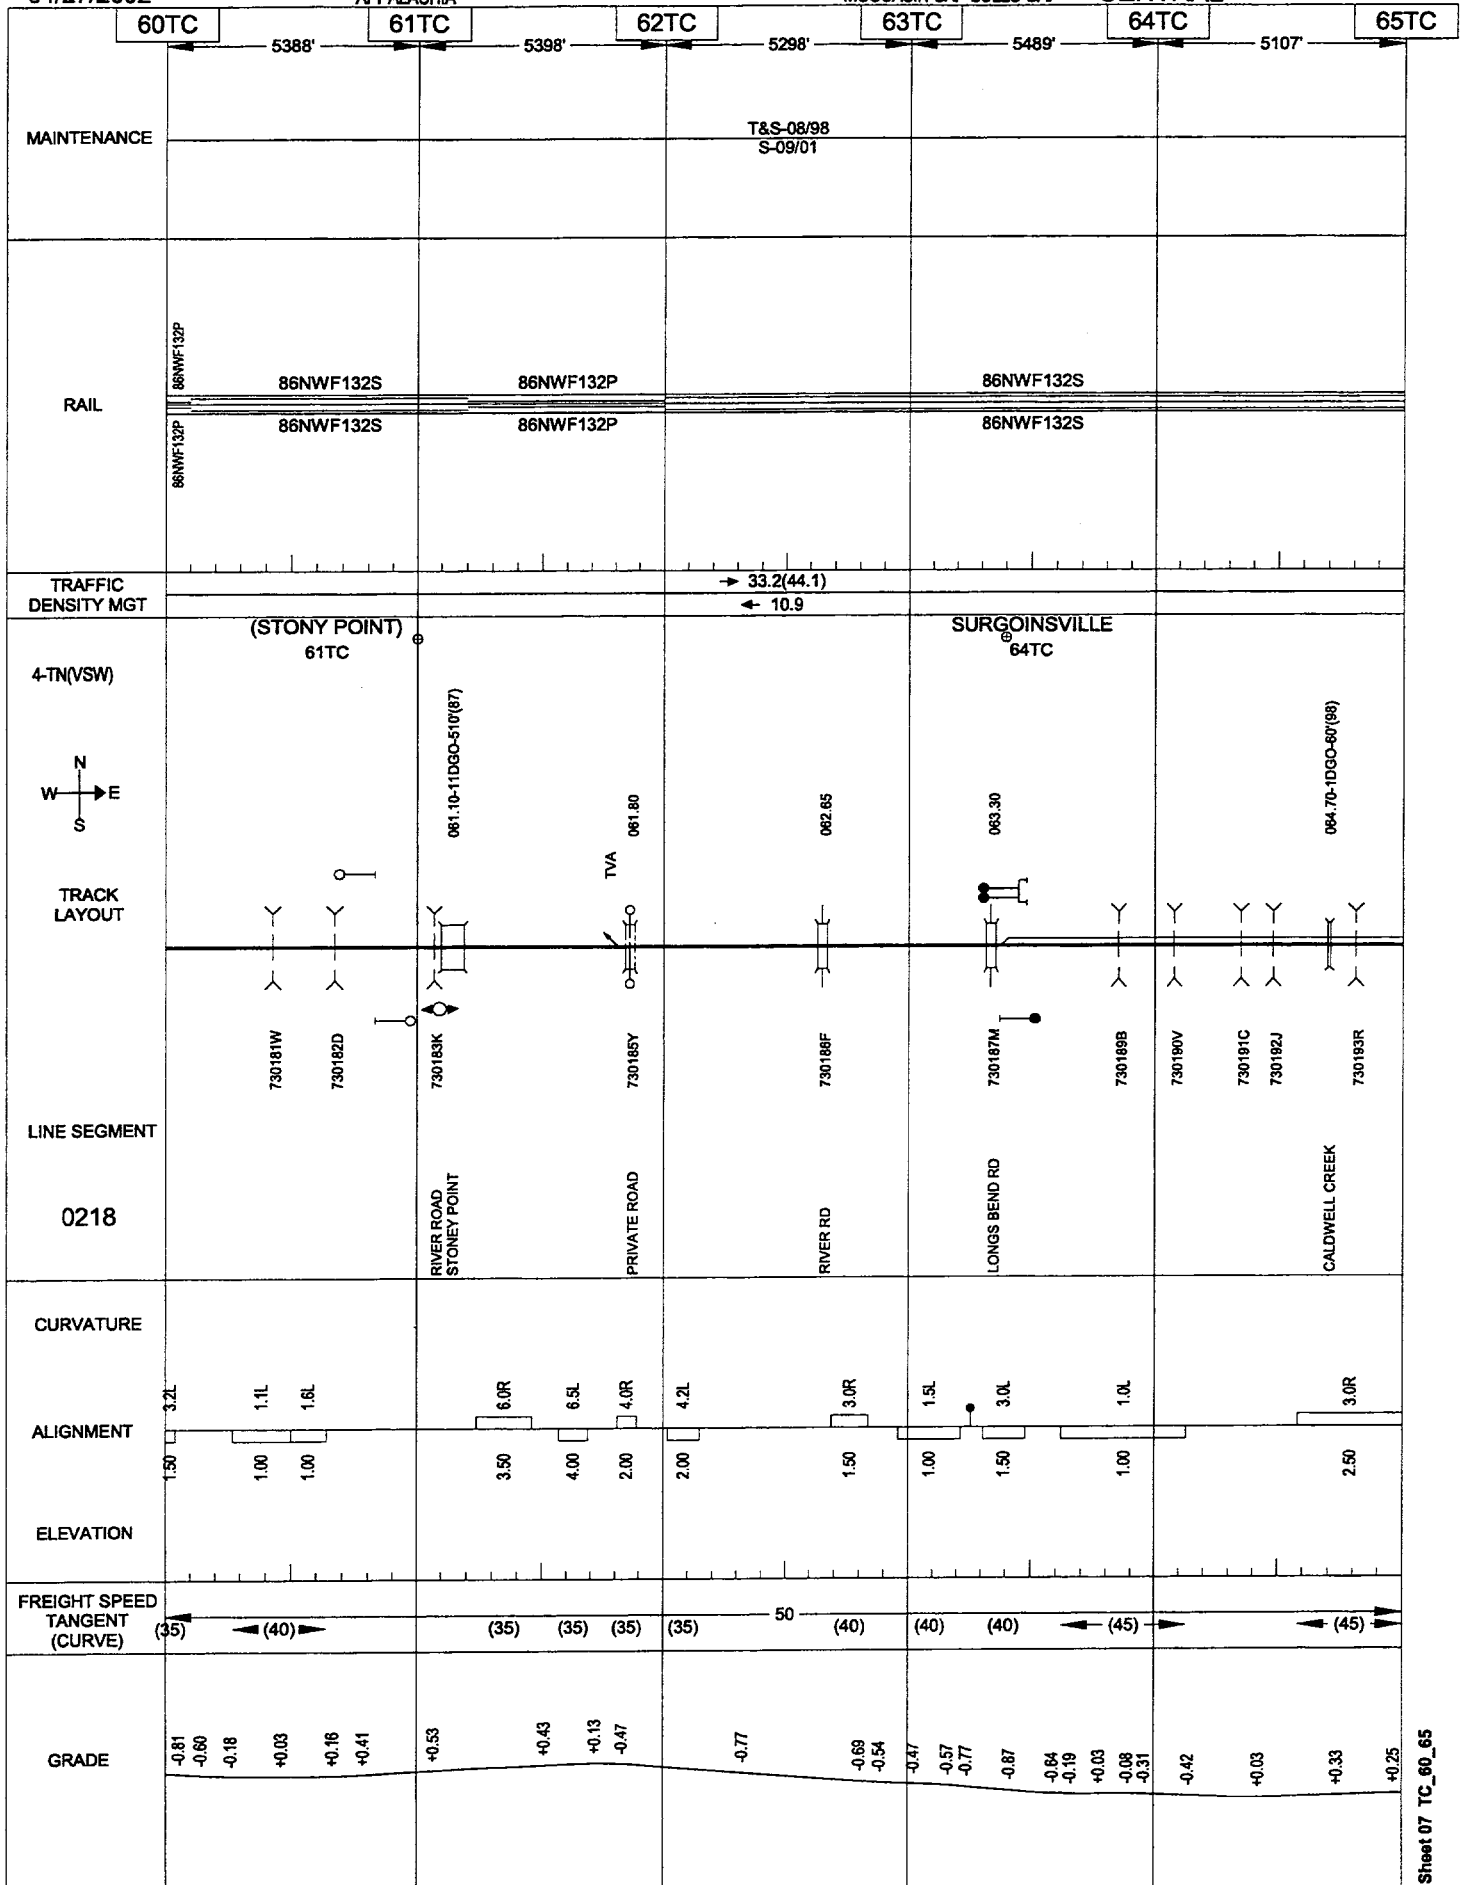 60TC 61TC 62TC 63TC 64TC 65TC
5388' 5398' 5298' 5489' 5107'
MAINTENANCE
T&S-08/98
S-09/01
RAIL
86NWF132P
86NWF132S 86NWF132P 86NWF132S
86NWF132S 86NWF132P 86NWF132S
86NWF132P
TRAFFIC
DENSITY MGT
33.2(44.1)
10.9
(STONY POINT)
61TC
SURGOINSVILLE
64TC
4-TN(VSW)
N
W E
S
061.10-11DGO-510'(87)
061.80
062.65
063.30
064.70-1DGO-60'(98)
TVA
TRACK
LAYOUT
730181W
730182D
730183K
730185Y
730186F
730187M
730189B
730190V
730191C
730192J
730193R
LINE SEGMENT
0218
RIVER ROAD
STONEY POINT
PRIVATE ROAD
RIVER RD
LONGS BEND RD
CALDWELL CREEK
CURVATURE
3.2L 1.1L 1.6L 6.0R 6.5L 4.0R 4.2L 3.0R 1.5L 3.0L 1.0L 3.0R
ALIGNMENT
1.50 1.00 1.00 3.50 4.00 2.00 2.00 1.50 1.00 1.50 1.00 2.50
ELEVATION
FREIGHT SPEED
TANGENT
(CURVE)
50
(35) (40) (35) (35) (35) (35) (40) (40) (40) (45) (45)
GRADE
-0.81 -0.60 -0.18 +0.03 +0.16 +0.41 +0.53 +0.43 +0.13 -0.47 -0.77 -0.69 -0.54 -0.47 -0.57 -0.77 -0.87 -0.64 -0.19 +0.03 -0.08 -0.31 -0.42 +0.03 +0.33 +0.25
Sheet 07 TC_60_65